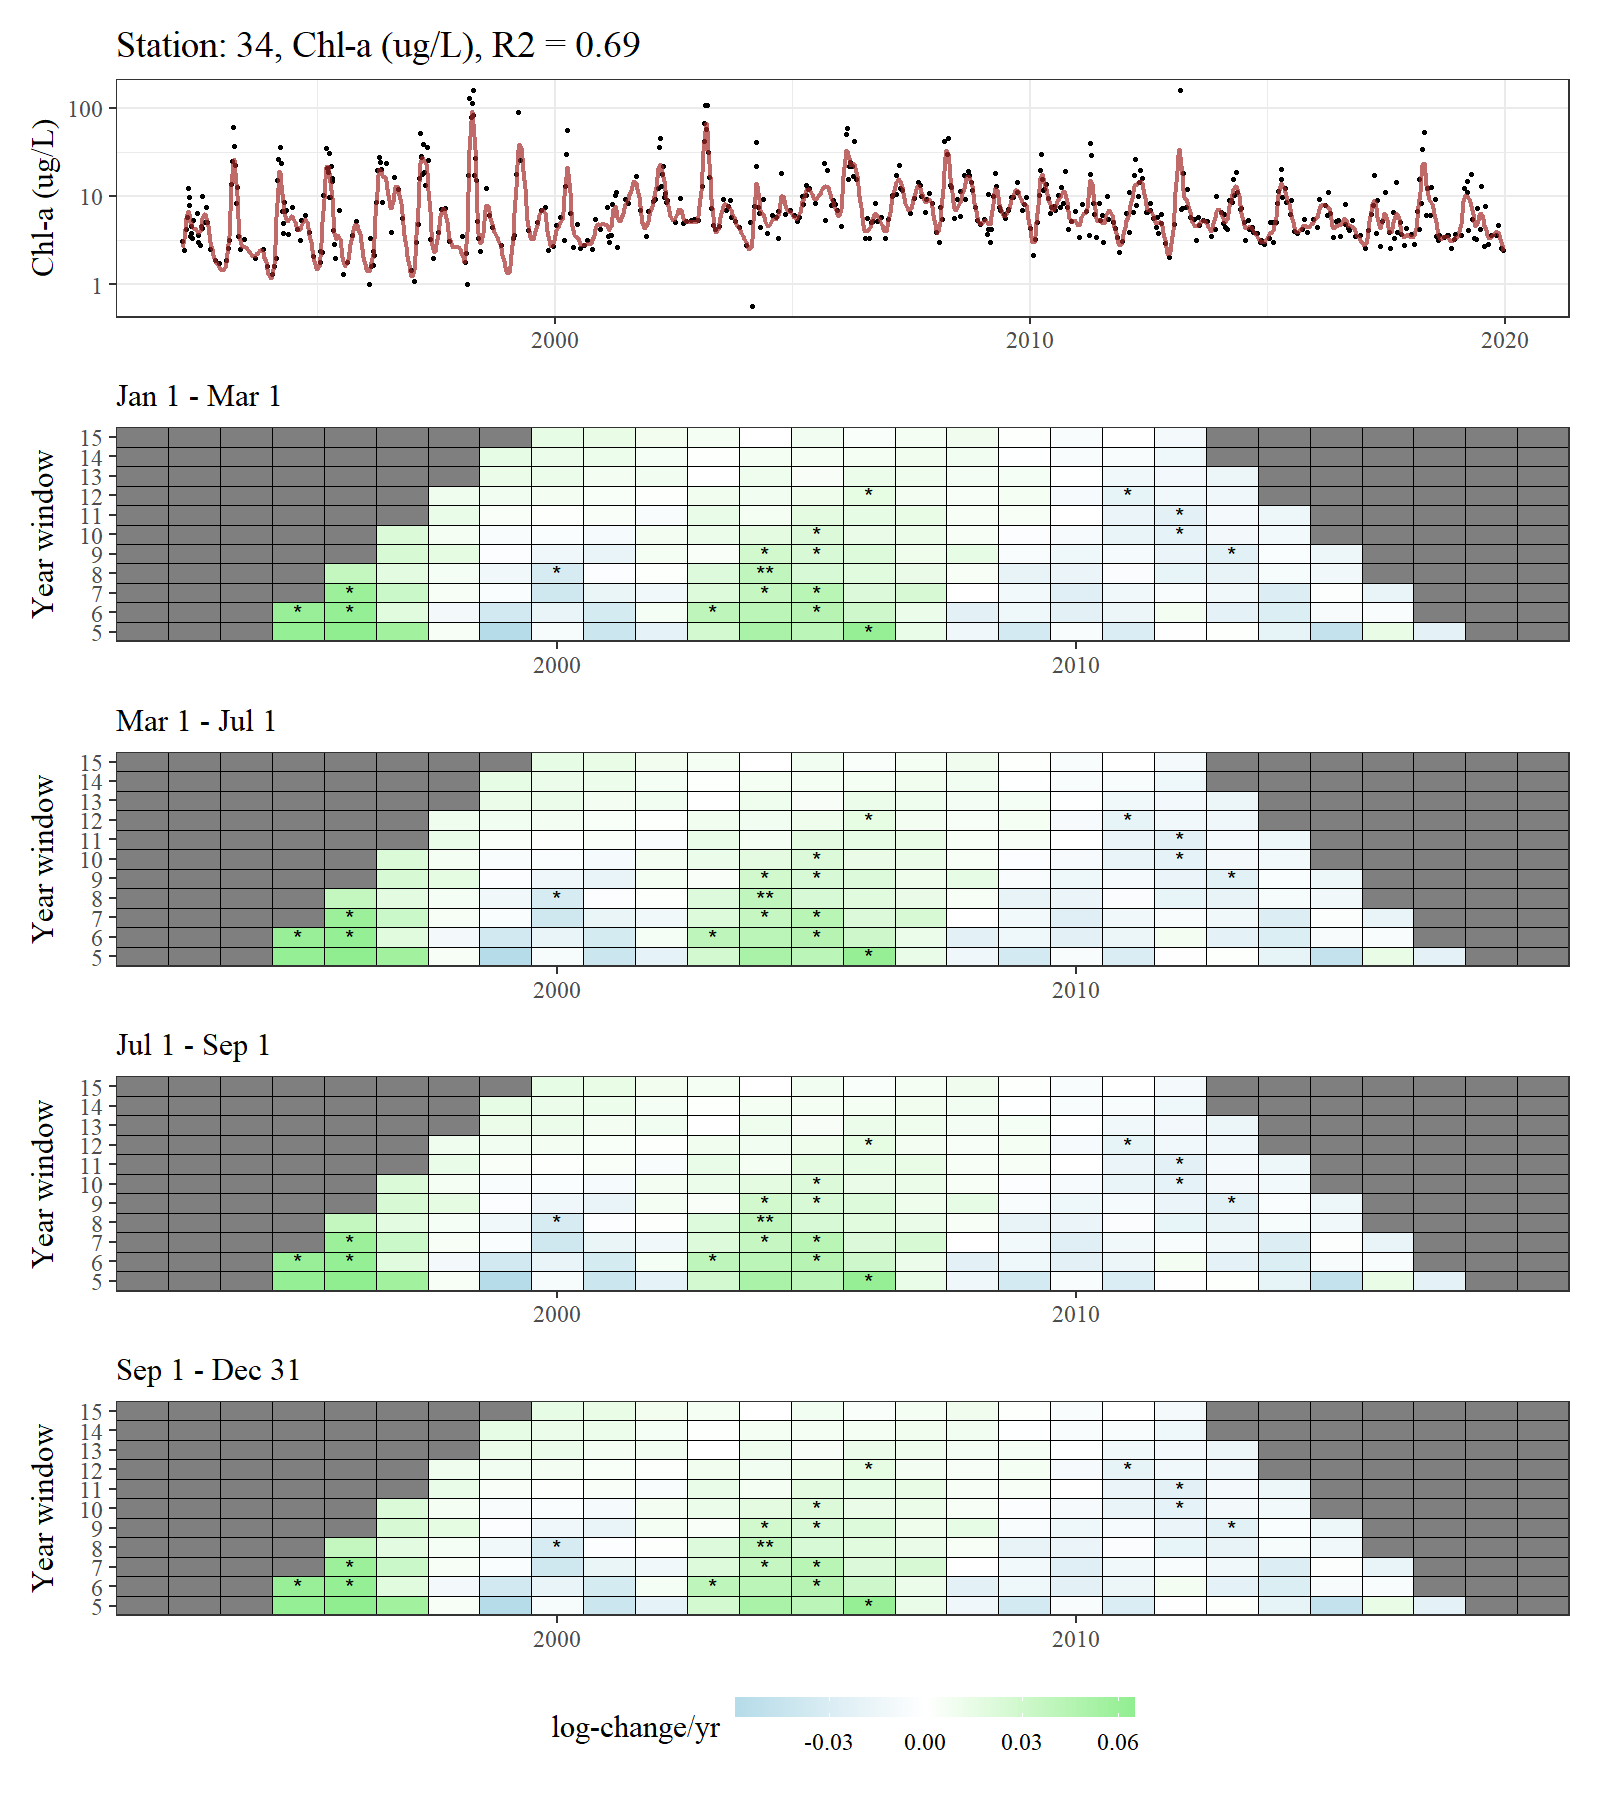 Station: 34, Chl-a (ug/L), R2 = 0.69
Chl-a (ug/L)
100
10
1
2000 2010 2020
Jan 1 - Mar 1
Year window
15
14
13
12
11
10
9
8
7
6
5
* *
*
* *
* * *
* **
* * *
* * * *
*
2000 2010
Mar 1 - Jul 1
Year window
15
14
13
12
11
10
9
8
7
6
5
* *
*
* *
* * *
* **
* * *
* * * *
*
2000 2010
Jul 1 - Sep 1
Year window
15
14
13
12
11
10
9
8
7
6
5
* *
*
* *
* * *
* **
* * *
* * * *
*
2000 2010
Sep 1 - Dec 31
Year window
15
14
13
12
11
10
9
8
7
6
5
* *
*
* *
* * *
* **
* * *
* * * *
*
2000 2010
log-change/yr
-0.03 0.00 0.03 0.06